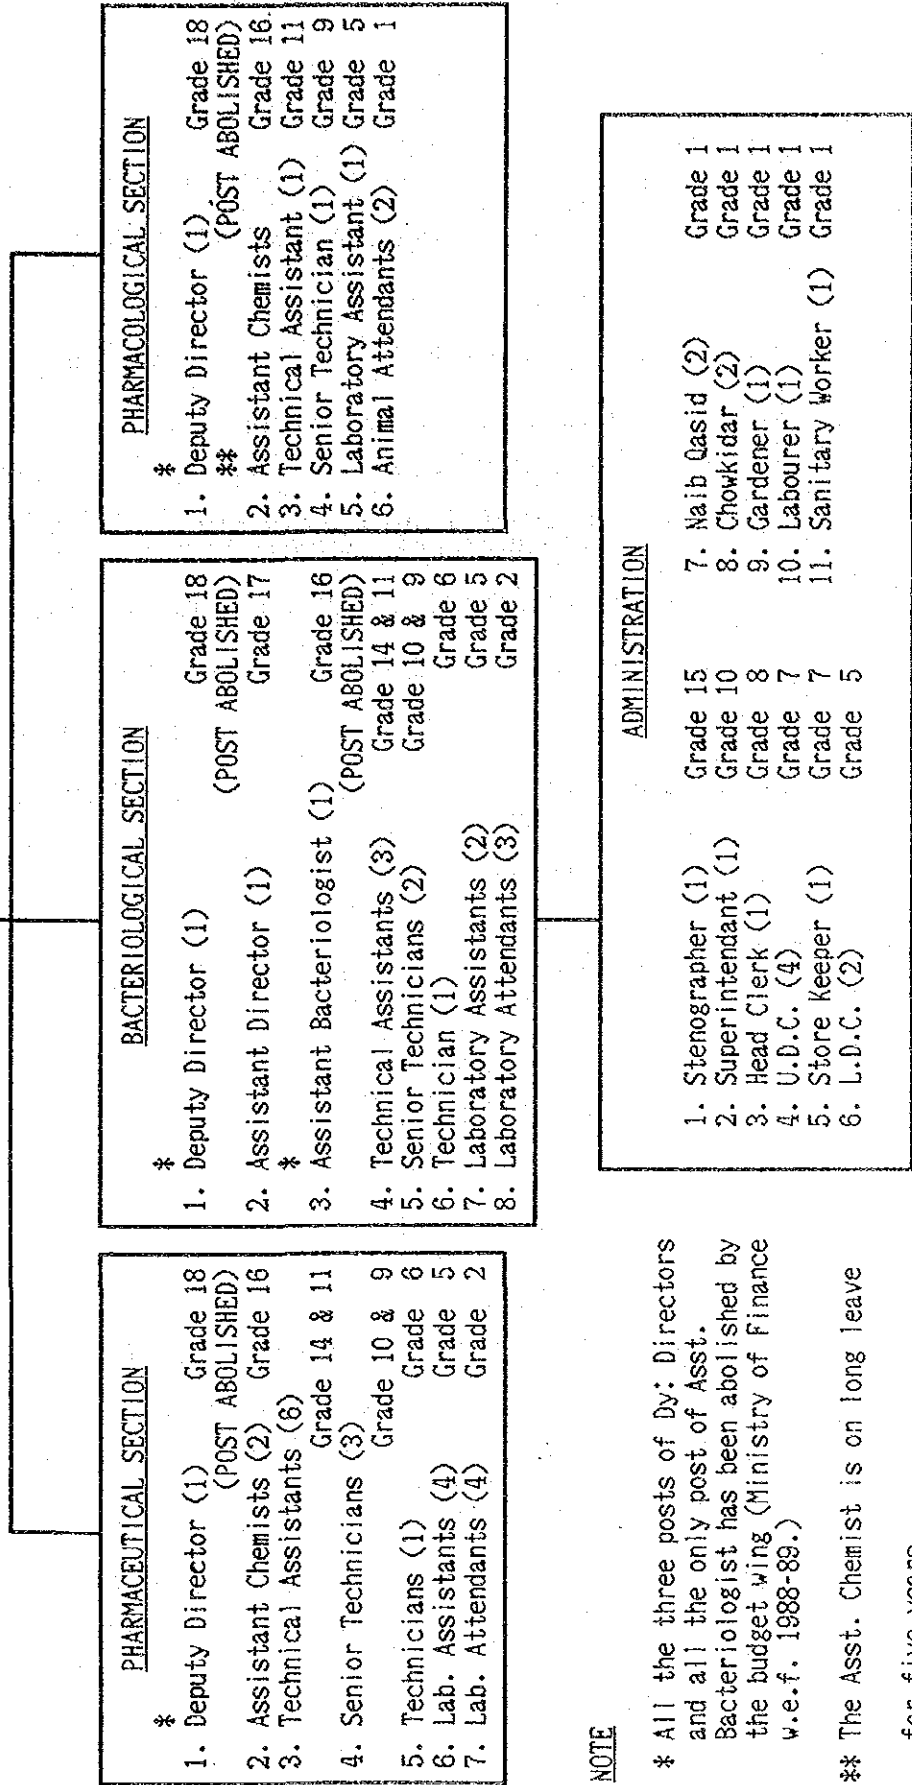 PHARMACEUTICAL SECTION
*
1. Deputy Director (1) Grade 18
(POST ABOLISHED)
2. Assistant Chemists (2) Grade 16
3. Technical Assistants (6)
Grade 14 & 11
4. Senior Technicians (3)
Grade 10 & 9
5. Technicians (1) Grade 6
6. Lab. Assistants (4) Grade 5
7. Lab. Attendants (4) Grade 2
BACTERIOLOGICAL SECTION
*
1. Deputy Director (1) Grade 18
(POST ABOLISHED)
2. Assistant Director (1) Grade 17
*
3. Assistant Bacteriologist (1) Grade 16
(POST ABOLISHED)
4. Technical Assistants (3) Grade 14 & 11
5. Senior Technicians (2) Grade 10 & 9
6. Technician (1) Grade 6
7. Laboratory Assistants (2) Grade 5
8. Laboratory Attendants (3) Grade 2
PHARMACOLOGICAL SECTION
*
1. Deputy Director (1) Grade 18
** (POST ABOLISHED)
2. Assistant Chemists Grade 16.
3. Technical Assistant (1) Grade 11
4. Senior Technician (1) Grade 9
5. Laboratory Assistant (1) Grade 5
6. Animal Attendants (2) Grade 1
ADMINISTRATION
1. Stenographer (1) Grade 15
2. Superintendant (1) Grade 10
3. Head Clerk (1) Grade 8
4. U.D.C. (4) Grade 7
5. Store Keeper (1) Grade 7
6. L.D.C. (2) Grade 5
7. Naib Qasid (2) Grade 1
8. Chowkidar (2) Grade 1
9. Gardener (1) Grade 1
10. Labourer (1) Grade 1
11. Sanitary Worker (1) Grade 1
NOTE
* All the three posts of Dy: Directors
and all the only post of Asst.
Bacteriologist has been abolished by
the budget wing (Ministry of Finance
w.e.f. 1988-89.)
** The Asst. Chemist is on long leave
for five years